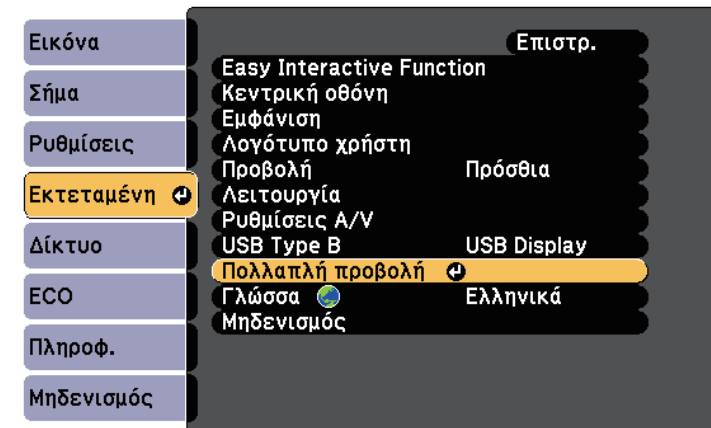 Εικόνα
Σήμα
Ρυθμίσεις
Εκτεταμένη
Δίκτυο
ECO
Πληροφ.
Μηδενισμός
Επιστρ.
Easy Interactive Function
Κεντρική οθόνη
Εμφάνιση
Λογότυπο χρήστη
Προβολή Πρόσθια
Λειτουργία
Ρυθμίσεις A/V
USB Type B USB Display
Πολλαπλή προβολή
Γλώσσα Ελληνικά
Μηδενισμός